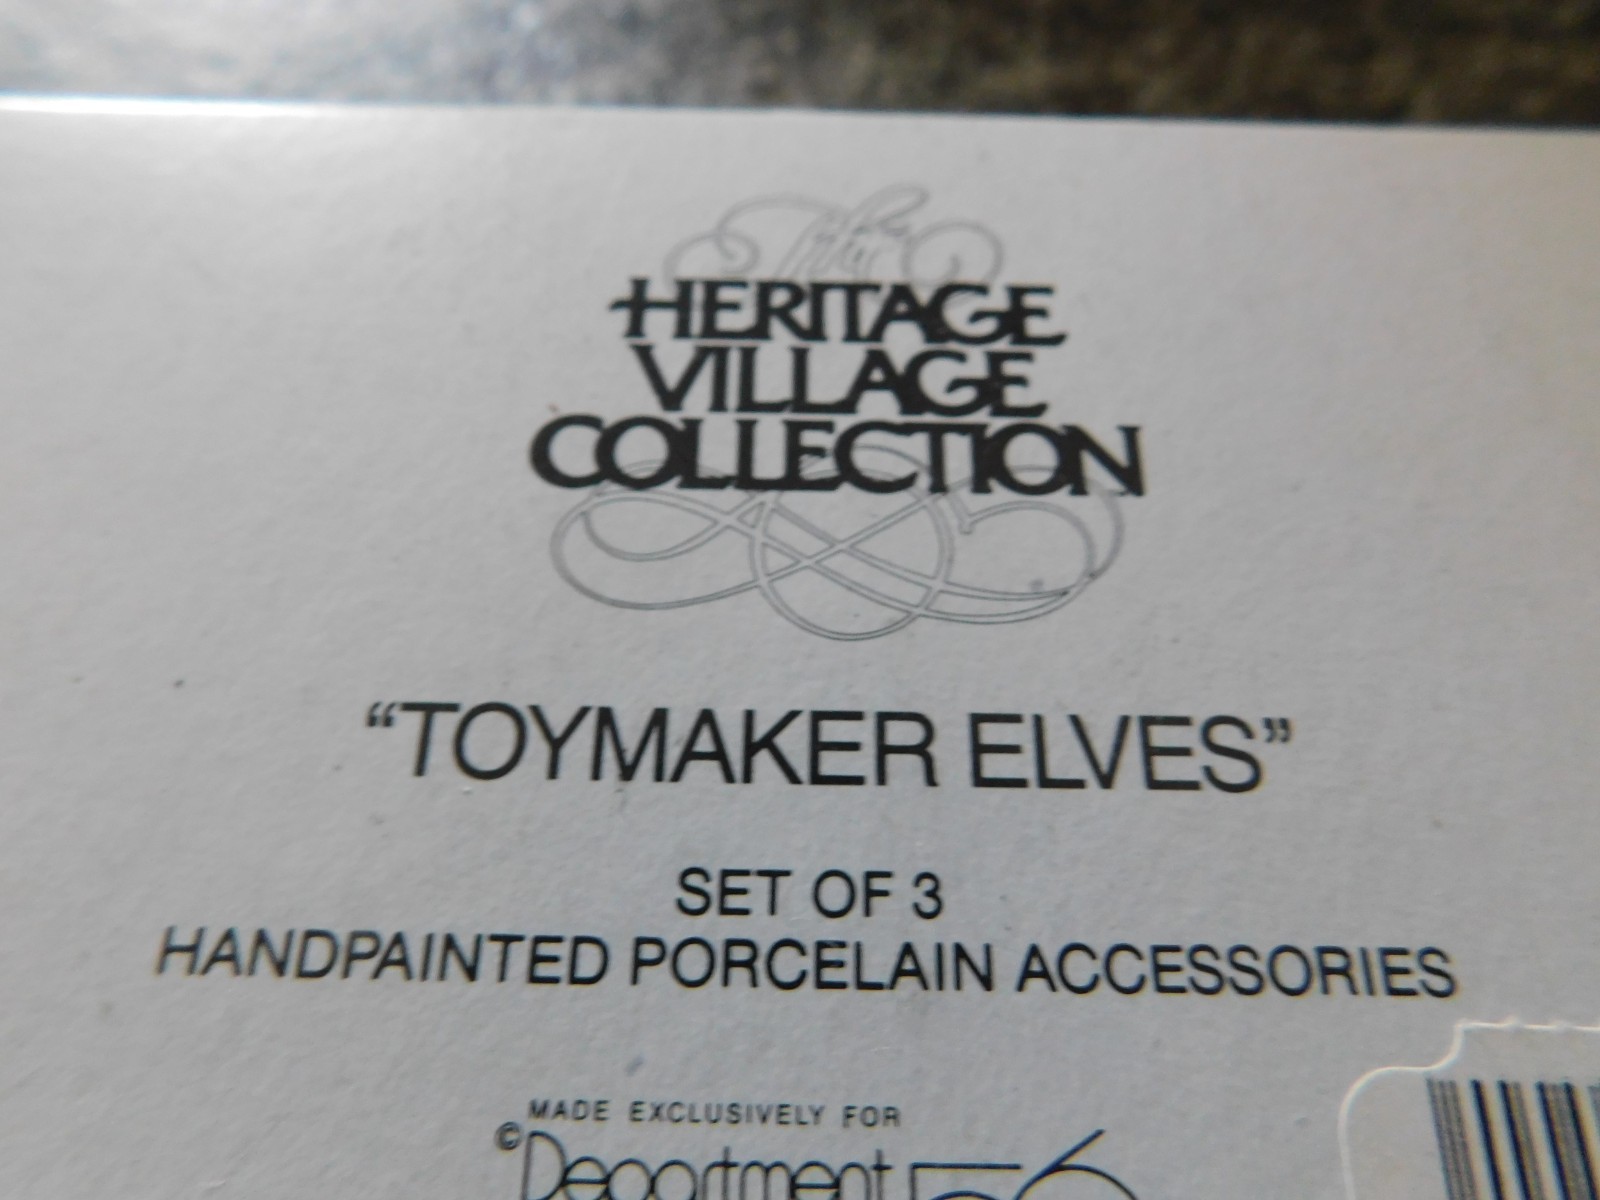 The
HERITAGE
VILLAGE
COLLECTION
“TOYMAKER ELVES”
SET OF 3
HANDPAINTED PORCELAIN ACCESSORIES
MADE EXCLUSIVELY FOR
©Department 56